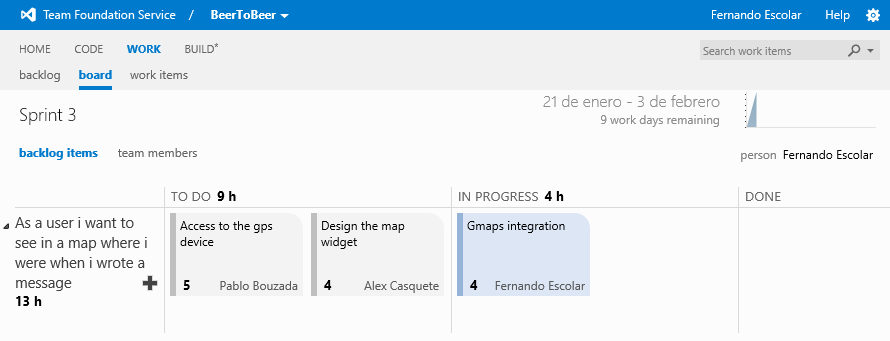 Team Foundation Service / BeerToBeer Fernando Escolar Help
HOME CODE WORK BUILD*
Search work items
backlog board work items
Sprint 3
21 de enero - 3 de febrero
9 work days remaining
backlog items team members
person Fernando Escolar
TO DO 9 h
IN PROGRESS 4 h
DONE
As a user i want to
see in a map where i
were when i wrote a
message
13 h
Access to the gps
device
5 Pablo Bouzada
Design the map
widget
4 Alex Casquete
Gmaps integration
4 Fernando Escolar